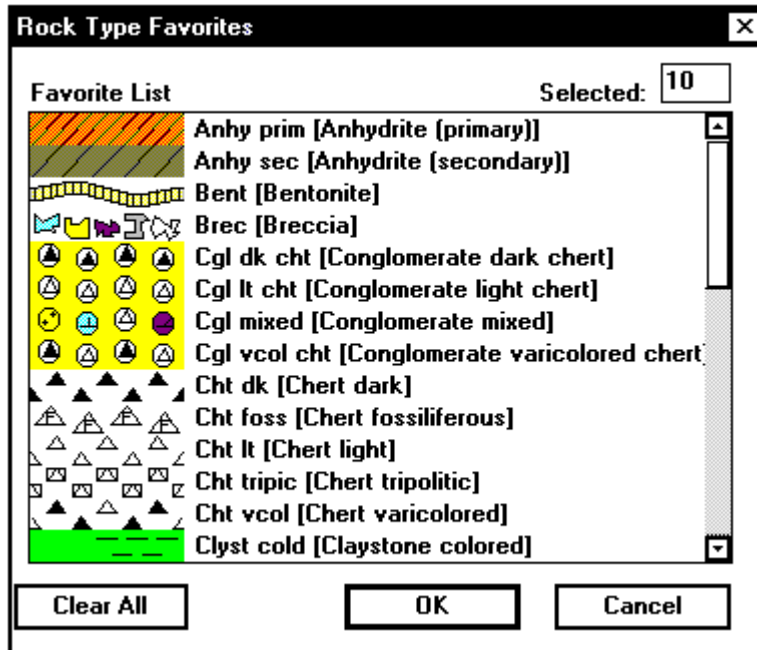 Rock Type Favorites
Favorite List Selected: 10
Anhy prim [Anhydrite (primary)]
Anhy sec [Anhydrite (secondary)]
Bent [Bentonite]
Brec [Breccia]
Cgl dk cht [Conglomerate dark chert]
Cgl lt cht [Conglomerate light chert]
Cgl mixed [Conglomerate mixed]
Cgl vcol cht [Conglomerate varicolored chert]
Cht dk [Chert dark]
Cht foss [Chert fossiliferous]
Cht lt [Chert light]
Cht tripic [Chert tripolitic]
Cht vcol [Chert varicolored]
Clyst cold [Claystone colored]
Clear All OK Cancel